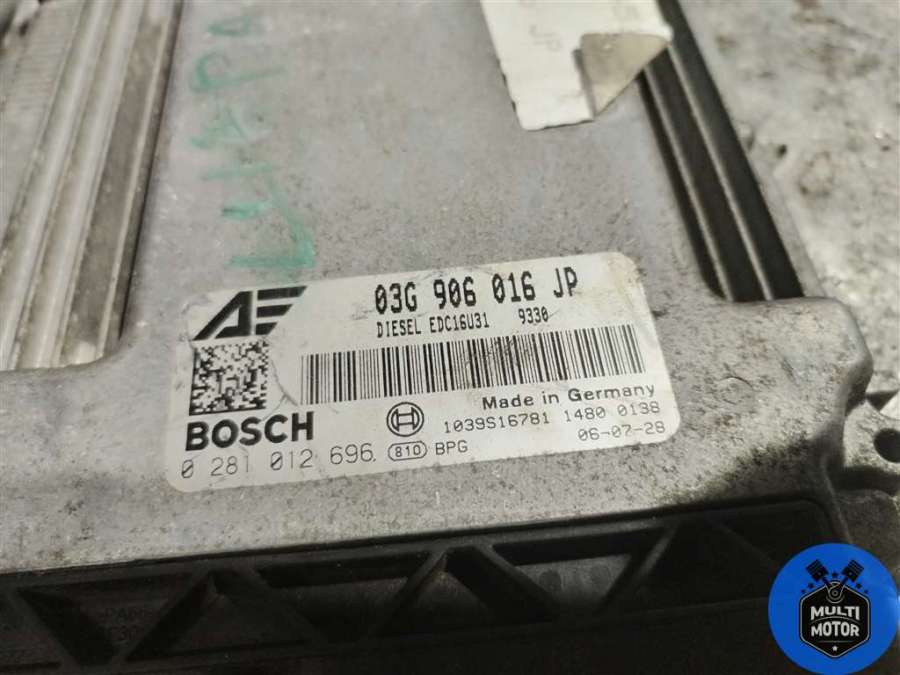 03G 906 016 JP
DIESEL EDC16U31 9330
Made in Germany
BOSCH
1039S16781 1480 0138
0 281 012 696 810 BPG
06-07-28
MULTI
MOTOR